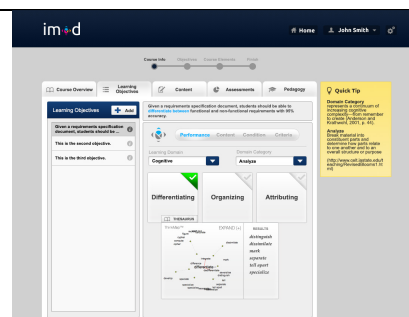 imod
Home
John Smith
Course Info
Objectives
Course Elements
Finish
Course Overview
Learning Objectives
Content
Assessments
Pedagogy
Learning Objectives
Add
Given a requirements specification
document, students should be ...
This is the second objective.
This is the third objective.
Given a requirements specification document, students should be able to
differentiate between functional and non-functional requirements with 95%
accuracy.
Performance
Content
Condition
Criteria
Learning Domain
Domain Category
Cognitive
Analyze
Differentiating
Organizing
Attributing
THESAURUS
EXPAND [+]
RESULTS
distinguish
dissimilate
mark
separate
tell apart
specialize
differentiate
Quick Tip
Domain Category
represents a continuum of
increasing cognitive
complexity—from remember
to create (Anderson and
Krathwohl, 2001, p. 44).
Analyze
Break material into
constituent parts and
determine how parts relate
to one another and to an
overall structure or purpose